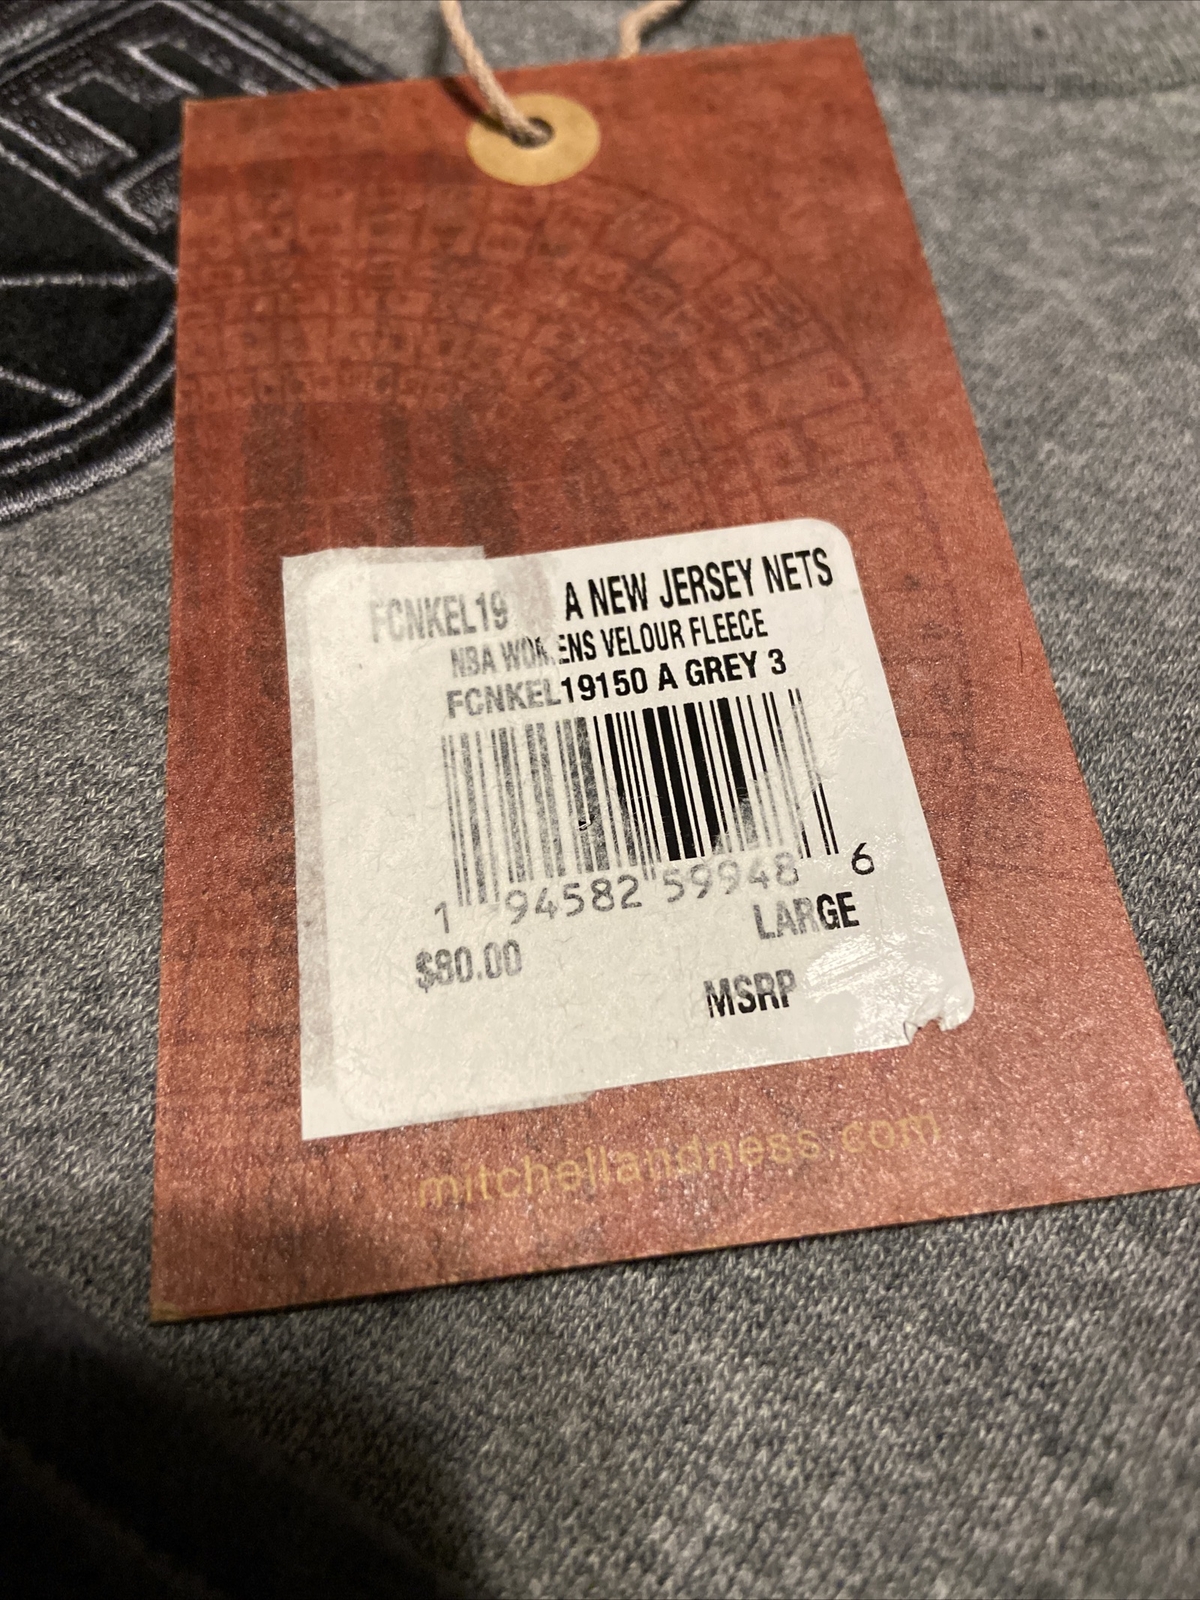 FCNKEL19 A NEW JERSEY NETS
NBA WOMENS VELOUR FLEECE
FCNKEL19150 A GREY 3
1 94582 59948 6
LARGE
$80.00
MSRP
mitchellandness.com